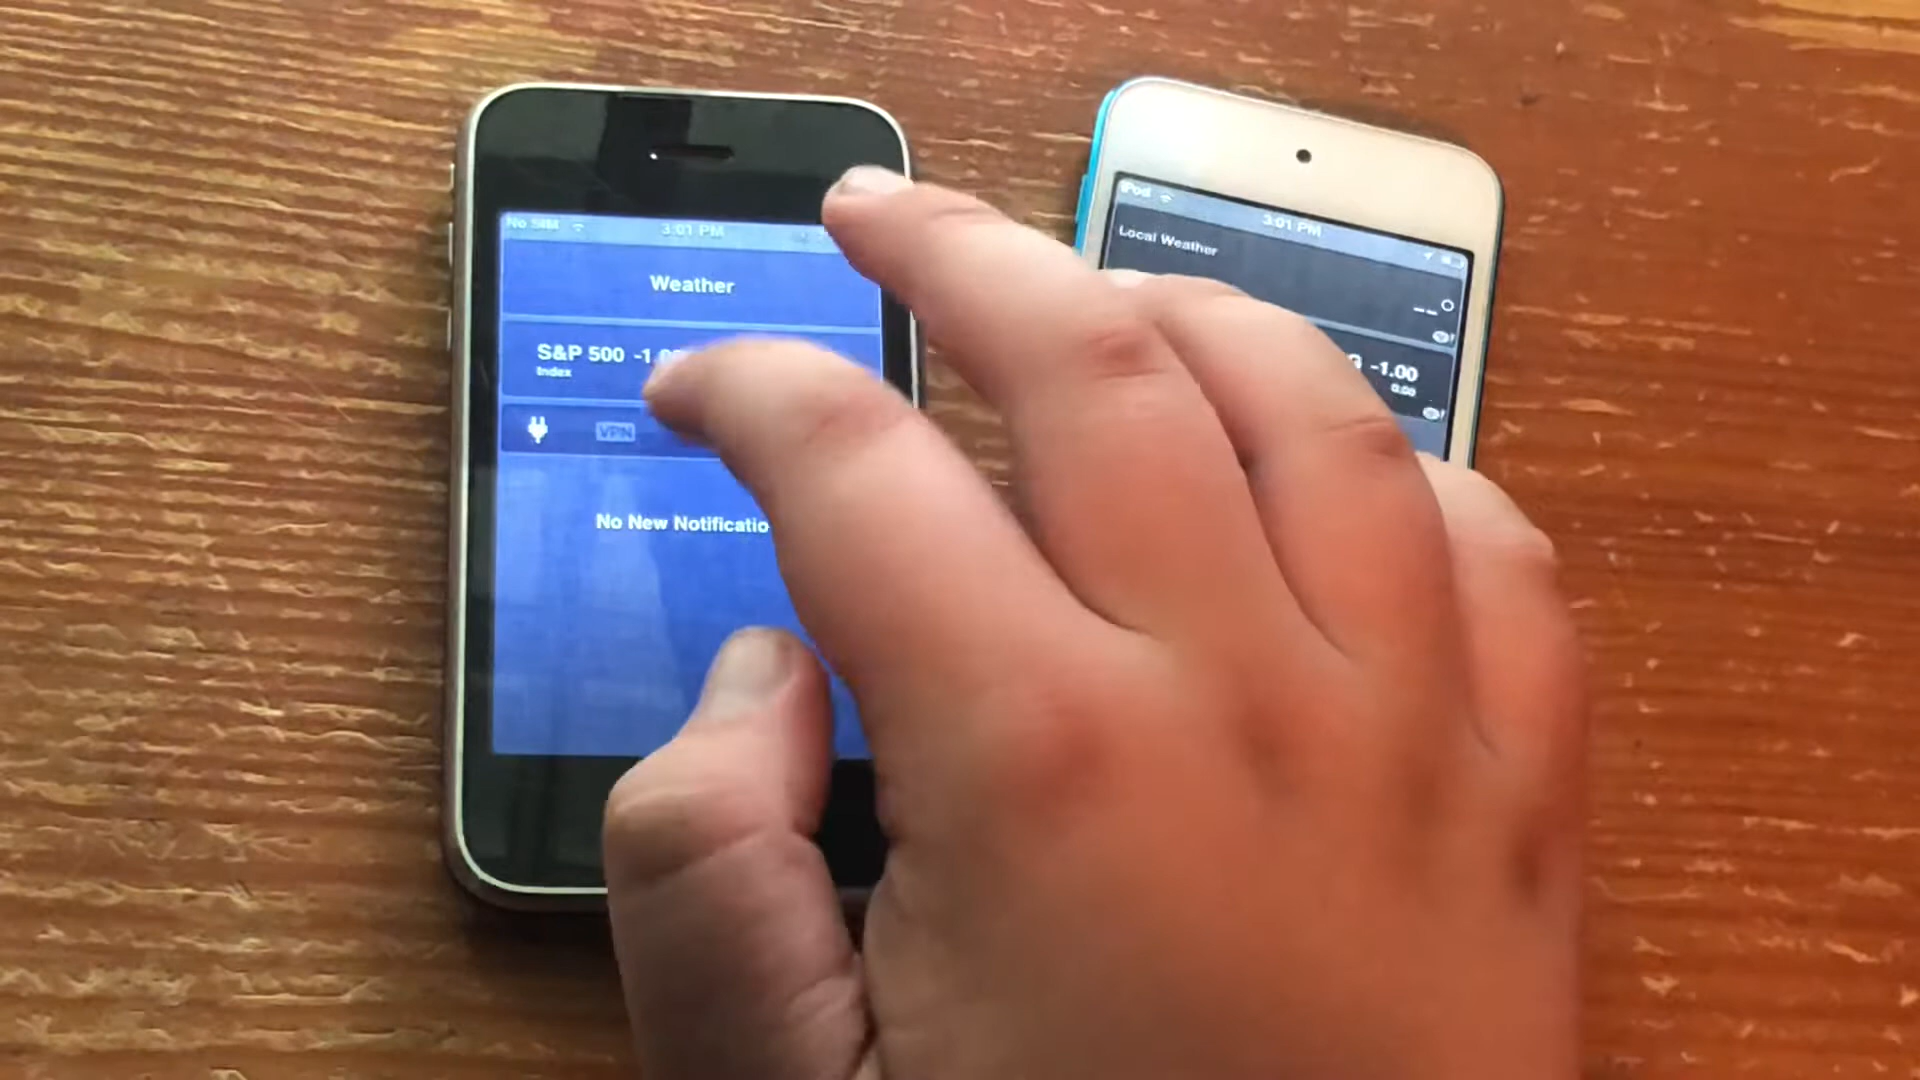 No SIM
3:01 PM
Weather
S&P 500 -1.0
Index
VPN
No New Notificatio
iPod
3:01 PM
Local Weather
-- O
G -1.00
0.00